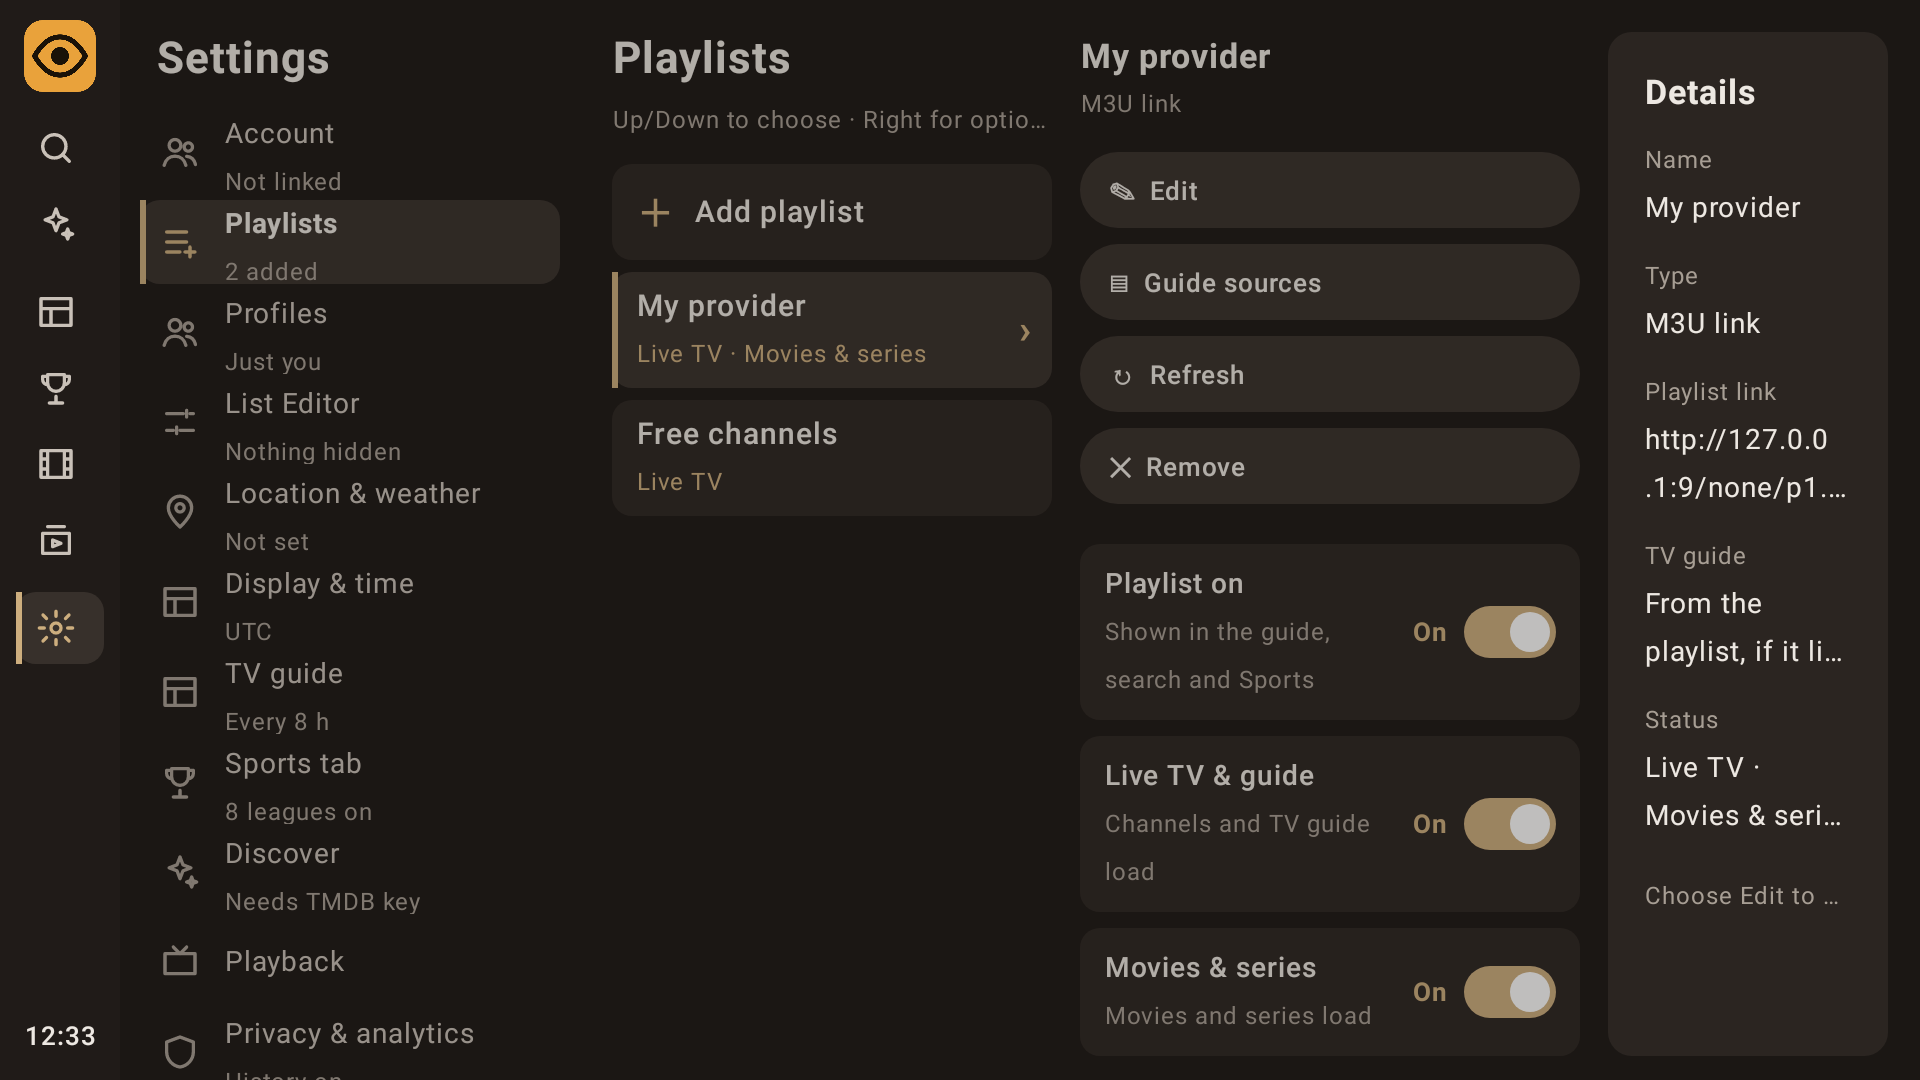 Settings
Account
Not linked
Playlists
2 added
Profiles
Just you
List Editor
Nothing hidden
Location & weather
Not set
Display & time
UTC
TV guide
Every 8 h
Sports tab
8 leagues on
Discover
Needs TMDB key
Playback
Privacy & analytics
History on
12:33
Playlists
Up/Down to choose · Right for optio…
Add playlist
My provider
Live TV · Movies & series
Free channels
Live TV
My provider
M3U link
Edit
Guide sources
Refresh
Remove
Playlist on
Shown in the guide,
search and Sports
On
Live TV & guide
Channels and TV guide
load
On
Movies & series
Movies and series load
On
Details
Name
My provider
Type
M3U link
Playlist link
http://127.0.0
.1:9/none/p1.…
TV guide
From the
playlist, if it li…
Status
Live TV ·
Movies & seri…
Choose Edit to …